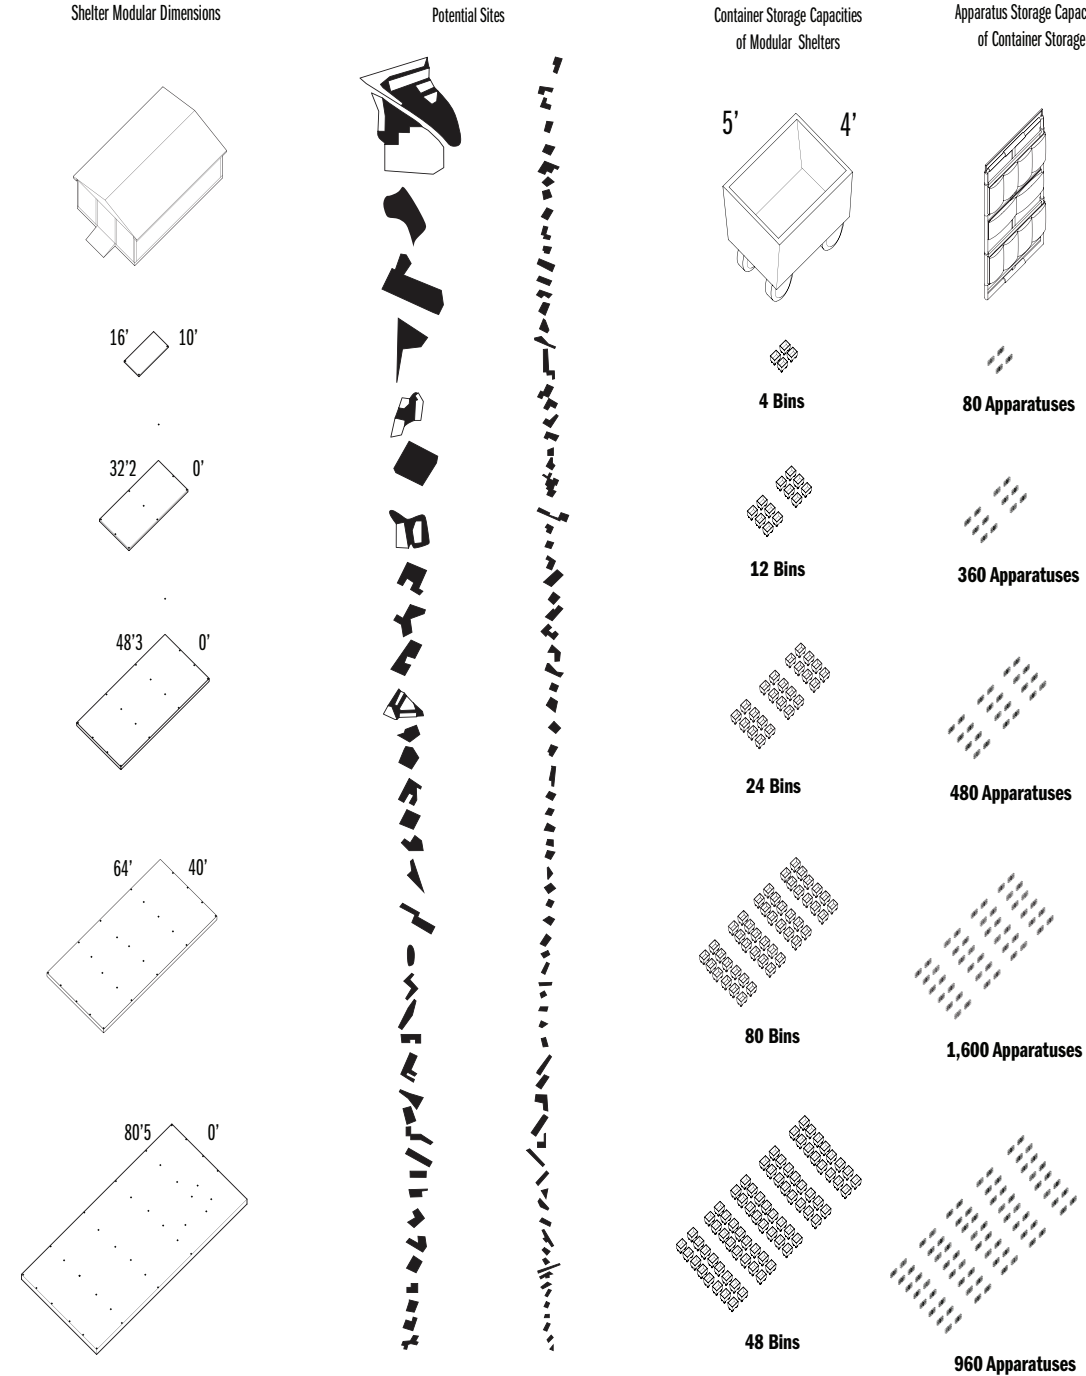 Shelter Modular Dimensions
Potential Sites
Container Storage Capacities
of Modular Shelters
Apparatus Storage Capac
of Container Storage
5' 4'
16' 10'
4 Bins
80 Apparatuses
32'2 0'
12 Bins
360 Apparatuses
48'3 0'
24 Bins
480 Apparatuses
64' 40'
80 Bins
1,600 Apparatuses
80'5 0'
48 Bins
960 Apparatuses